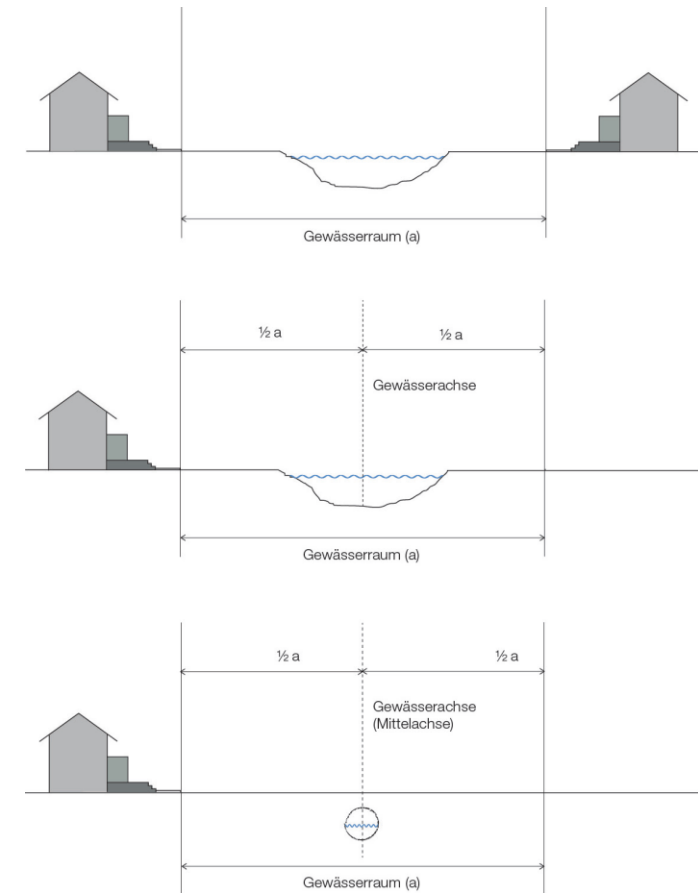 Gewässerraum (a)
½ a ½ a
Gewässerachse
Gewässerraum (a)
½ a ½ a
Gewässerachse
(Mittelachse)
Gewässerraum (a)